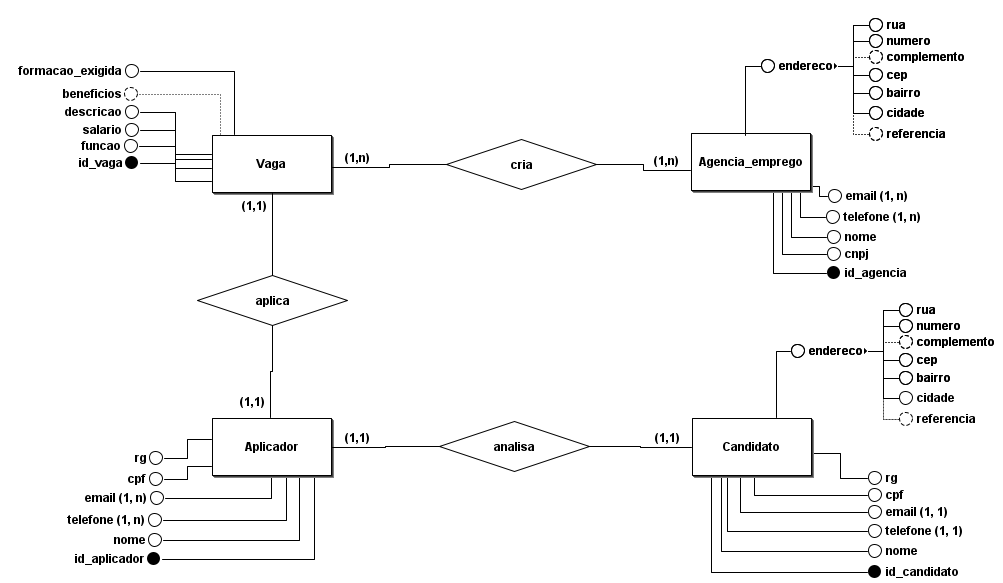 rua
numero
complemento
endereco
cep
bairro
cidade
referencia
formacao_exigida
beneficios
descricao
salario
funcao
id_vaga
Vaga
(1,n)
cria
(1,n)
Agencia_emprego
email (1, n)
telefone (1, n)
nome
cnpj
id_agencia
(1,1)
aplica
(1,1)
rua
numero
complemento
endereco
cep
bairro
cidade
referencia
Aplicador
(1,1)
analisa
(1,1)
Candidato
rg
cpf
email (1, n)
telefone (1, n)
nome
id_aplicador
rg
cpf
email (1, 1)
telefone (1, 1)
nome
id_candidato